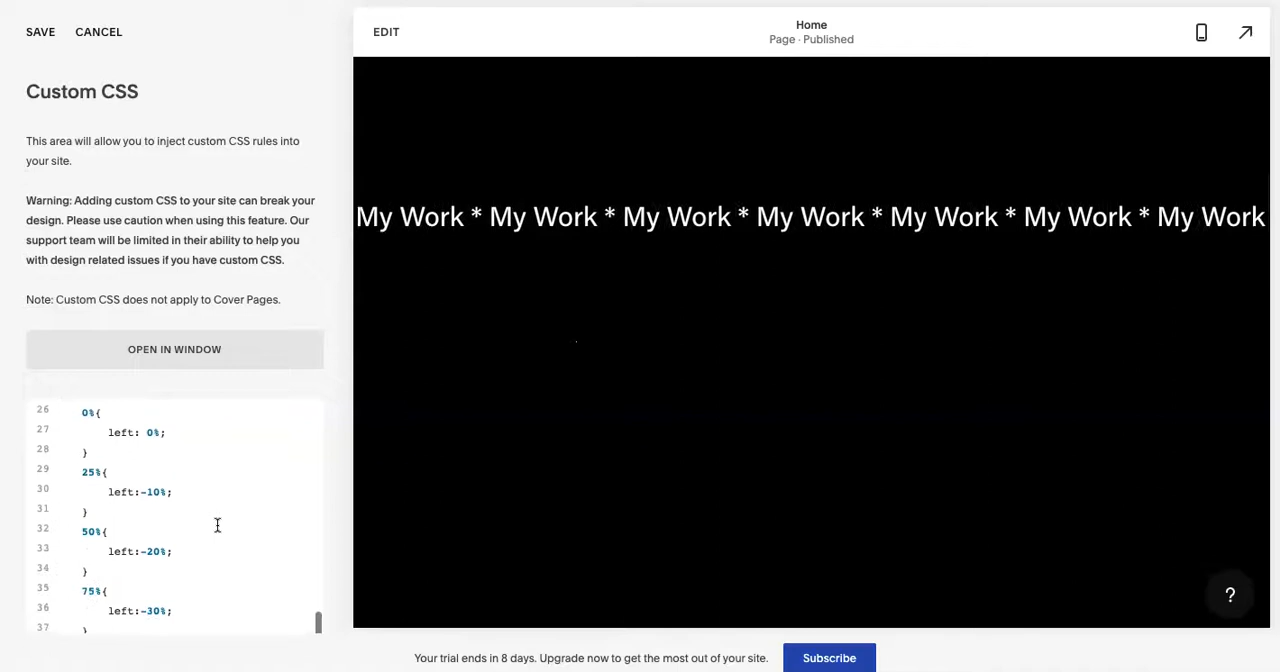 SAVE CANCEL
EDIT
Home
Page · Published
Custom CSS
This area will allow you to inject custom CSS rules into
your site.
Warning: Adding custom CSS to your site can break your
design. Please use caution when using this feature. Our
support team will be limited in their ability to help you
with design related issues if you have custom CSS.
Note: Custom CSS does not apply to Cover Pages.
OPEN IN WINDOW
26 0%{
27 left: 0%;
28 }
29 25%{
30 left:-10%;
31 }
32 50%{
33 left:-20%;
34 }
35 75%{
36 left:-30%;
37 }
My Work * My Work * My Work * My Work * My Work * My Work * My Work
?
Your trial ends in 8 days. Upgrade now to get the most out of your site.
Subscribe